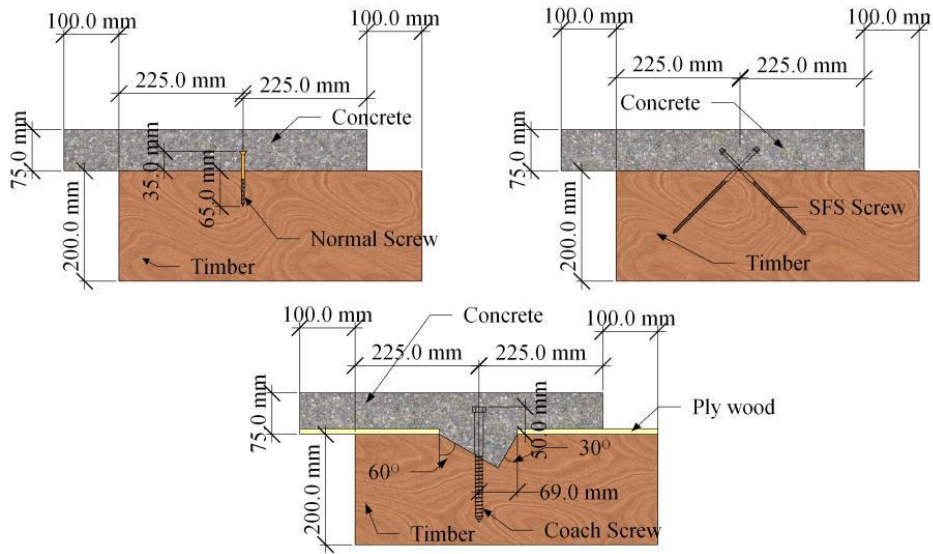 100.0 mm
100.0 mm
225.0 mm
225.0 mm
Concrete
75.0 mm
35.0 mm
65.0 mm
200.0 mm
Normal Screw
Timber
100.0 mm
100.0 mm
225.0 mm
225.0 mm
Concrete
75.0 mm
200.0 mm
SFS Screw
Timber
100.0 mm
Concrete
100.0 mm
225.0 mm
225.0 mm
75.0 mm
50.0 mm
Ply wood
60°
30°
200.0 mm
69.0 mm
Timber
Coach Screw